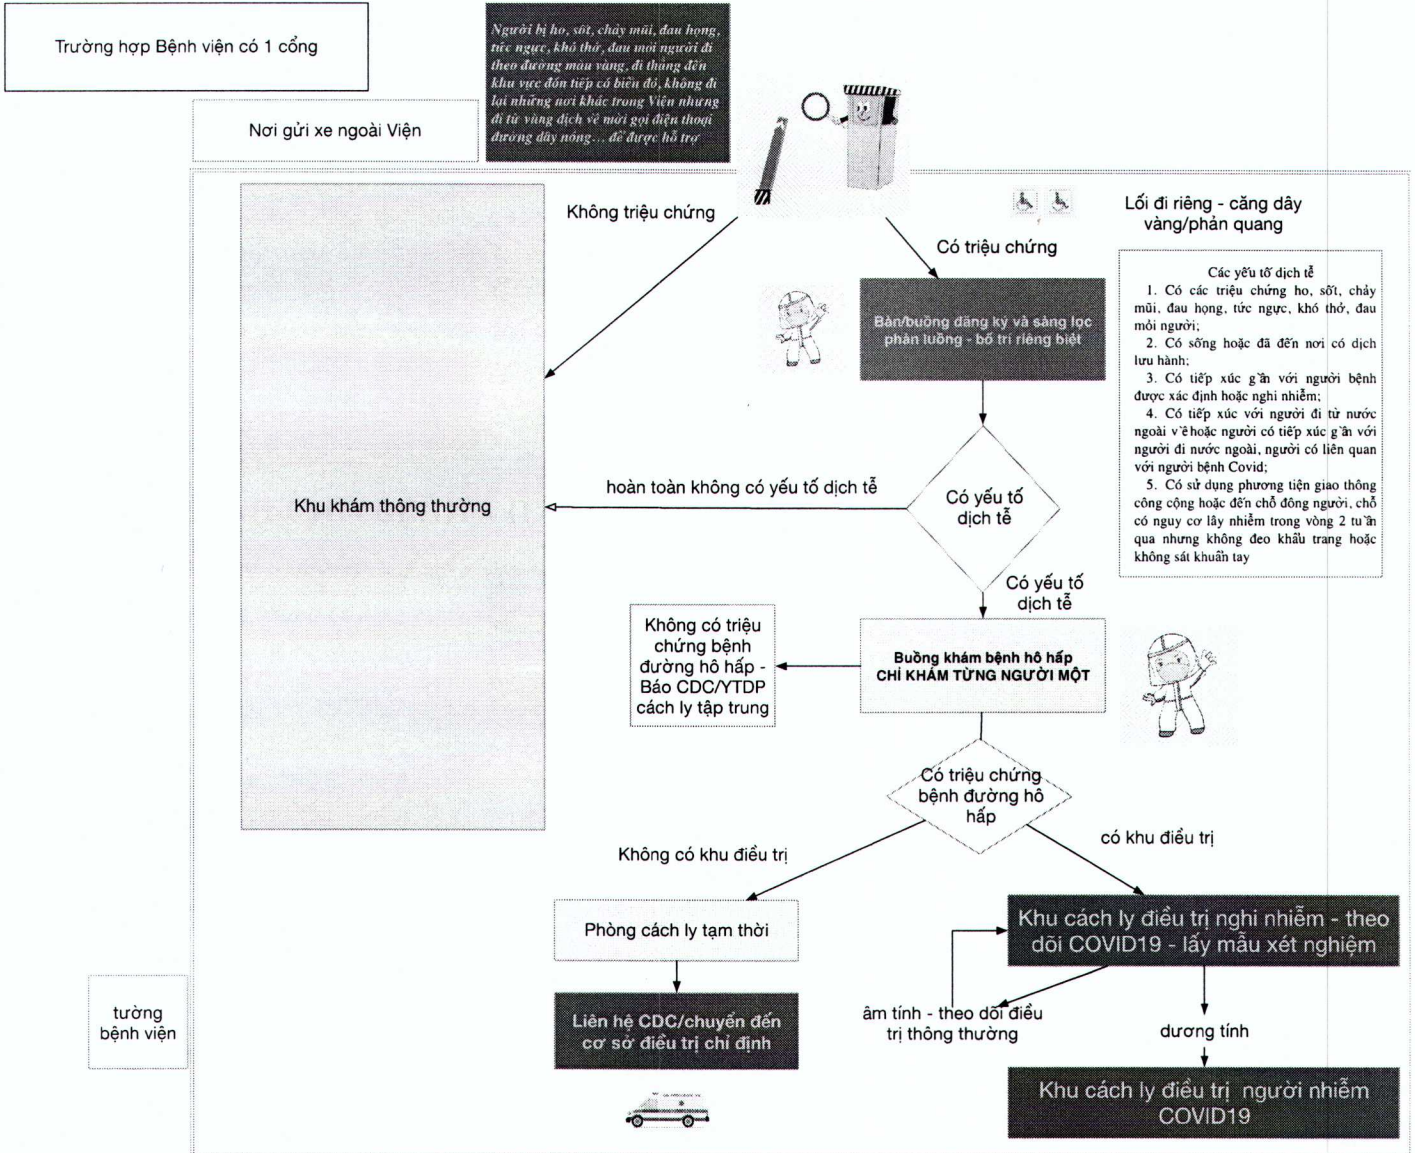 Trường hợp Bệnh viện có 1 cổng
Người bị ho, sốt, chảy mũi, đau họng,
tức ngực, khó thở, đau mỏi người đi
theo đường màu vàng, đi thẳng đến
khu vực đón tiếp có biển đỏ, không đi
lại những nơi khác trong Viện nhưng
đi từ vùng dịch về mời gọi điện thoại
đường dây nóng... để được hỗ trợ
Nơi gửi xe ngoài Viện
Không triệu chứng
Có triệu chứng
Lối đi riêng - căng dây
vàng/phản quang
Bàn/buồng đăng ký và sàng lọc
phân luồng - bố trí riêng biệt
Các yếu tố dịch tễ
1. Có các triệu chứng ho, sốt, chảy
mũi, đau họng, tức ngực, khó thở, đau
mỏi người;
2. Có sống hoặc đã đến nơi có dịch
lưu hành;
3. Có tiếp xúc gần với người bệnh
được xác định hoặc nghi nhiễm;
4. Có tiếp xúc với người đi từ nước
ngoài về hoặc người có tiếp xúc gần với
người đi nước ngoài, người có liên quan
với người bệnh Covid;
5. Có sử dụng phương tiện giao thông
công cộng hoặc đến chỗ đông người, chỗ
có nguy cơ lây nhiễm trong vòng 2 tuần
qua nhưng không đeo khẩu trang hoặc
không sát khuẩn tay
Khu khám thông thường
hoàn toàn không có yếu tố dịch tễ
Có yếu tố
dịch tễ
Có yếu tố
dịch tễ
Không có triệu
chứng bệnh
đường hô hấp -
Báo CDC/YTDP
cách ly tập trung
Buồng khám bệnh hô hấp
CHỈ KHÁM TỪNG NGƯỜI MỘT
Có triệu chứng
bệnh đường hô
hấp
Không có khu điều trị
có khu điều trị
Phòng cách ly tạm thời
Khu cách ly điều trị nghi nhiễm - theo
dõi COVID19 - lấy mẫu xét nghiệm
tường
bệnh viện
Liên hệ CDC/chuyển đến
cơ sở điều trị chỉ định
âm tính - theo dõi điều
trị thông thường
dương tính
Khu cách ly điều trị người nhiễm
COVID19